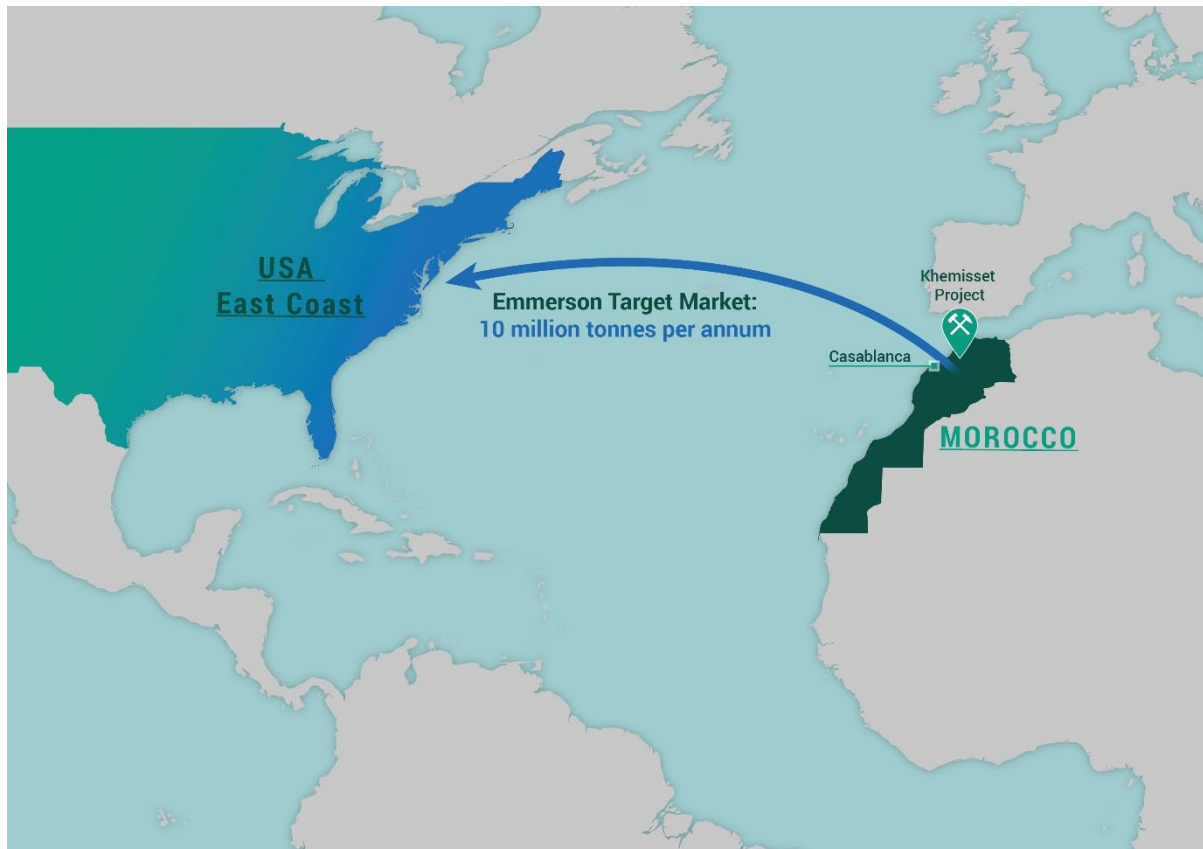 USA
East Coast
Emmerson Target Market:
10 million tonnes per annum
Khemisset
Project
Casablanca
MOROCCO